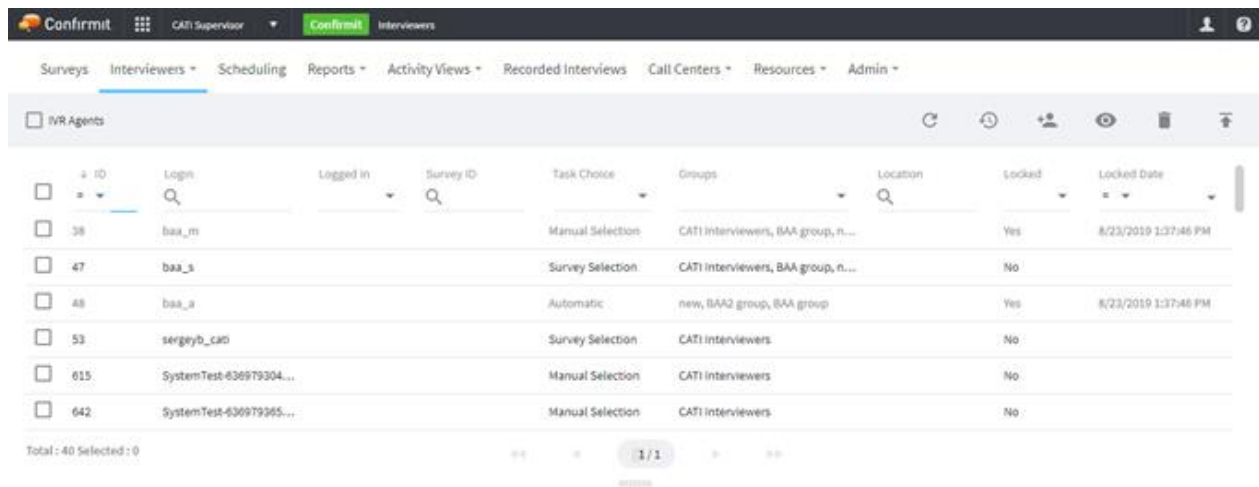 Confirmit CATI Supervisor Confirmit Interviewers
Surveys Interviewers Scheduling Reports Activity Views Recorded Interviews Call Centers Resources Admin
IVR Agents
ID Login Logged in Survey ID Task Choice Groups Location Locked Locked Date
= =
38 baa_m Manual Selection CATI Interviewers, BAA group, n... Yes 8/23/2019 1:37:46 PM
47 baa_s Survey Selection CATI Interviewers, BAA group, n... No
48 baa_a Automatic new, BAA2 group, BAA group Yes 8/23/2019 1:37:46 PM
53 sergeyb_cati Survey Selection CATI Interviewers No
615 SystemTest-636979304... Manual Selection CATI Interviewers No
642 SystemTest-636979365... Manual Selection CATI Interviewers No
Total : 40 Selected : 0 1 / 1